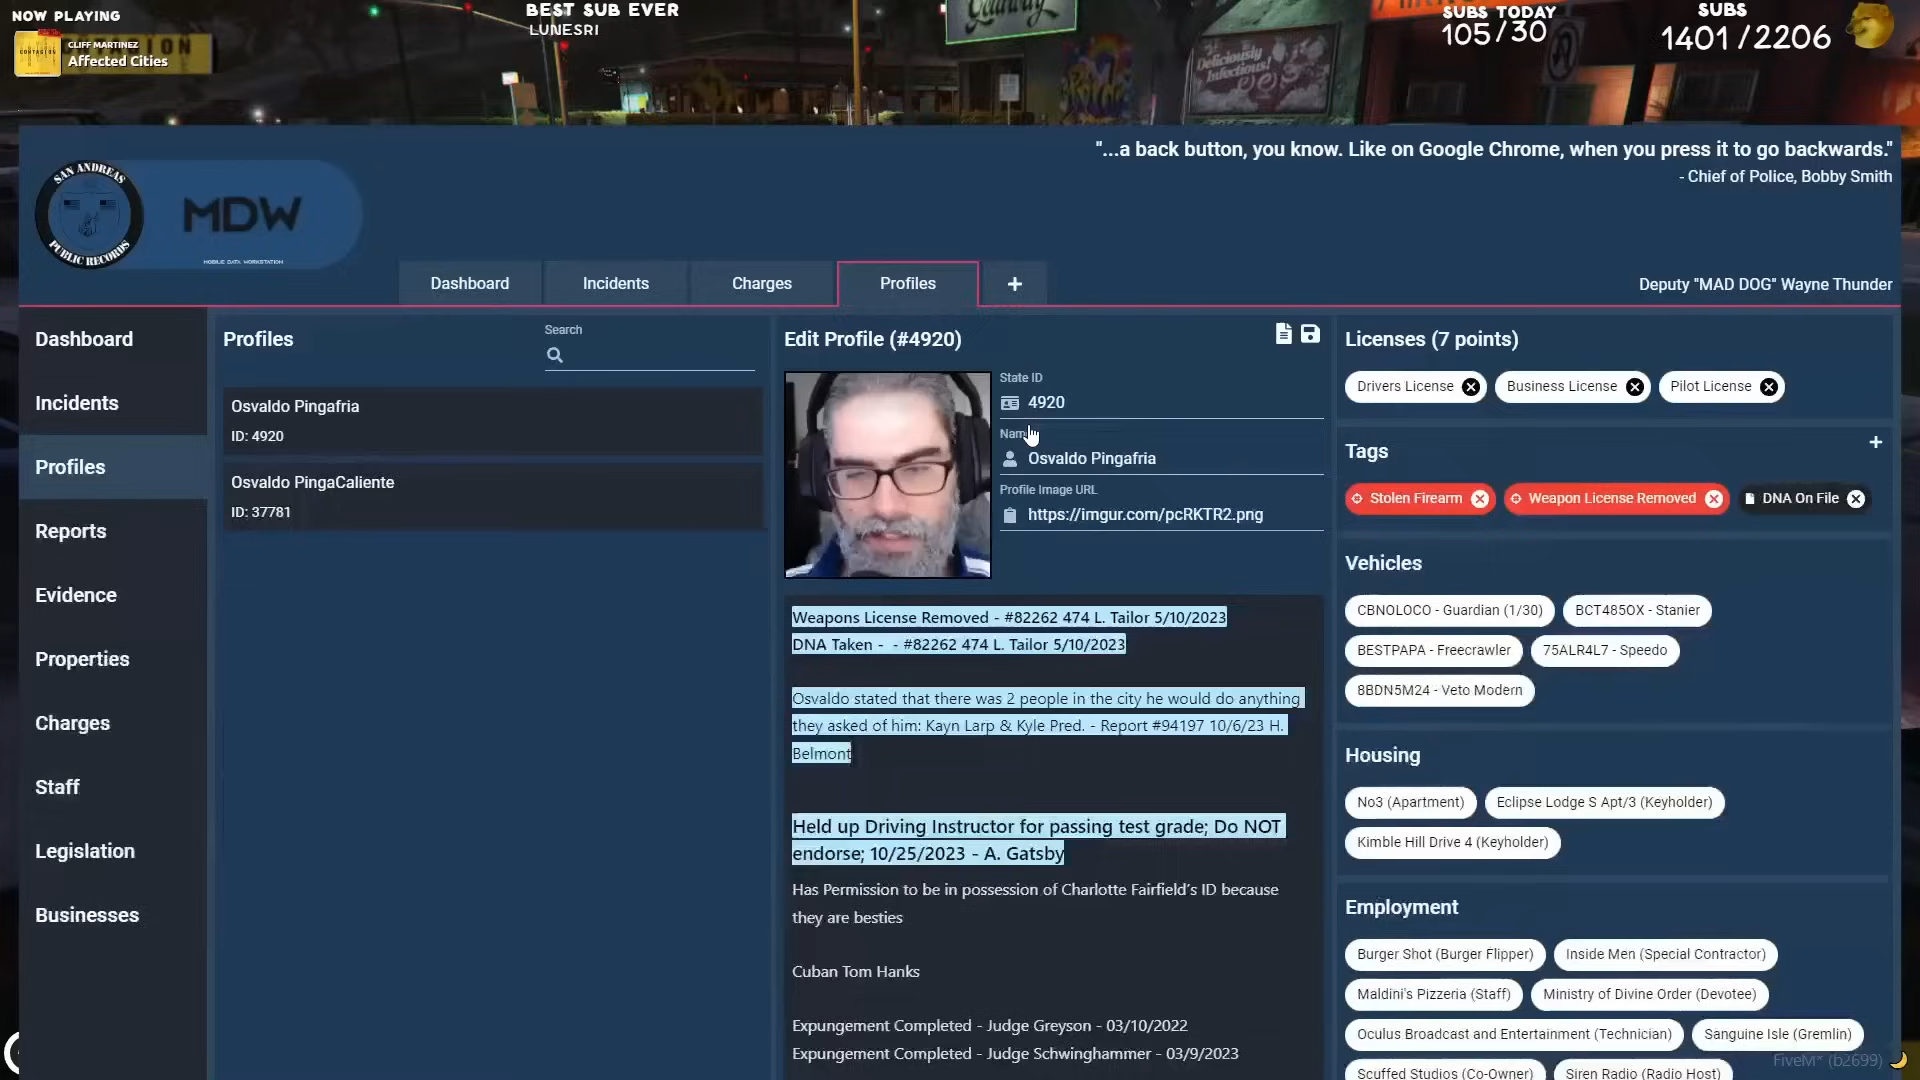 NOW PLAYING
CONTAGION
CLIFF MARTINEZ
Affected Cities
BEST SUB EVER
LUNESRI
Getaway
Deliciously
Infectious!
SUBS TODAY
105/30
SUBS
1401/2206
"...a back button, you know. Like on Google Chrome, when you press it to go backwards."
- Chief of Police, Bobby Smith
SAN ANDREAS
PUBLIC RECORDS
MDW
MOBILE DATA WORKSTATION
Dashboard
Incidents
Charges
Profiles
+
Deputy "MAD DOG" Wayne Thunder
Dashboard
Incidents
Profiles
Reports
Evidence
Properties
Charges
Staff
Legislation
Businesses
Profiles
Search
Osvaldo Pingafria
ID: 4920
Osvaldo PingaCaliente
ID: 37781
Edit Profile (#4920)
State ID
4920
Name
Osvaldo Pingafria
Profile Image URL
https://imgur.com/pcRKTR2.png
Weapons License Removed - #82262 474 L. Tailor 5/10/2023
DNA Taken -  - #82262 474 L. Tailor 5/10/2023
Osvaldo stated that there was 2 people in the city he would do anything
they asked of him: Kayn Larp & Kyle Pred. - Report #94197 10/6/23 H.
Belmont
Held up Driving Instructor for passing test grade; Do NOT
endorse; 10/25/2023 - A. Gatsby
Has Permission to be in possession of Charlotte Fairfield's ID because
they are besties
Cuban Tom Hanks
Expungement Completed - Judge Greyson - 03/10/2022
Expungement Completed - Judge Schwinghammer - 03/9/2023
Licenses (7 points)
Drivers License
Business License
Pilot License
Tags
+
Stolen Firearm
Weapon License Removed
DNA On File
Vehicles
CBNOLOCO - Guardian (1/30)
BCT485OX - Stanier
BESTPAPA - Freecrawler
75ALR4L7 - Speedo
8BDN5M24 - Veto Modern
Housing
No3 (Apartment)
Eclipse Lodge S Apt/3 (Keyholder)
Kimble Hill Drive 4 (Keyholder)
Employment
Burger Shot (Burger Flipper)
Inside Men (Special Contractor)
Maldini's Pizzeria (Staff)
Ministry of Divine Order (Devotee)
Oculus Broadcast and Entertainment (Technician)
Sanguine Isle (Gremlin)
Scuffed Studios (Co-Owner)
Siren Radio (Radio Host)
FiveM* (b2699)